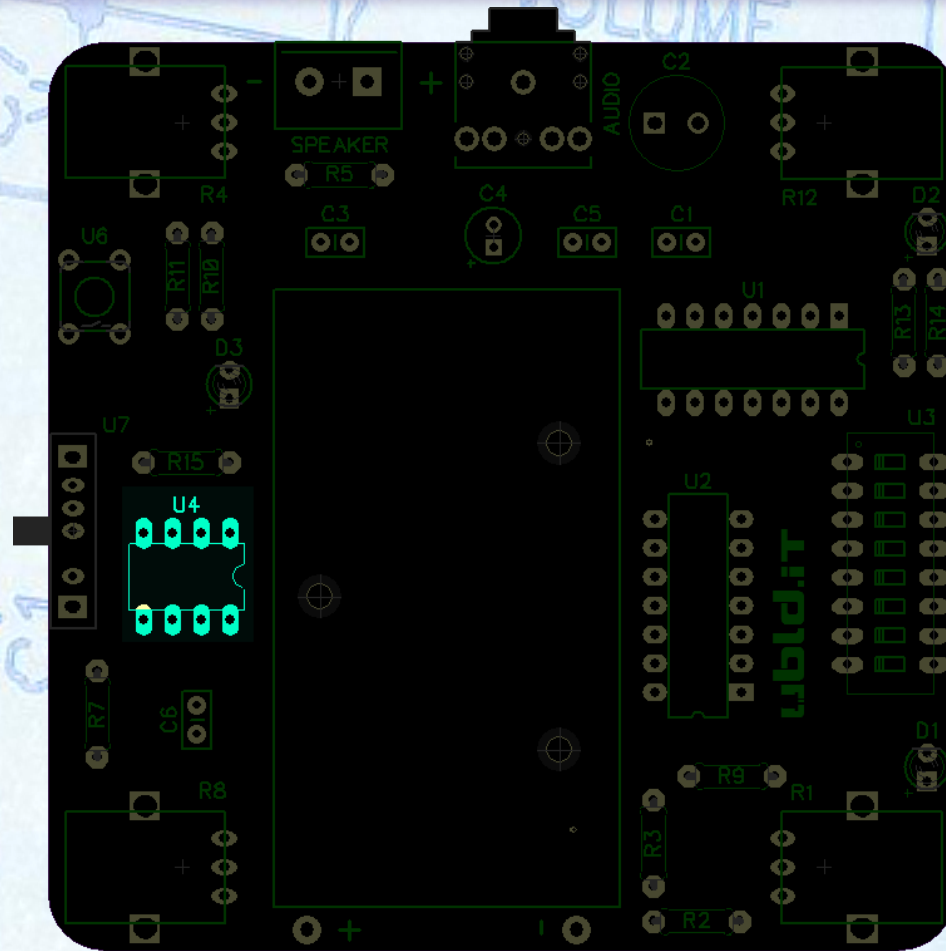 VOLUME
SPEAKER
AUDIO
C2
R5
R4
R12
C3
C4
C5
C1
D2
U6
R11
R10
U1
R13
R14
D3
U7
R15
U3
U4
U2
ubld.it
R7
C6
D1
R8
R9
R1
R3
R2